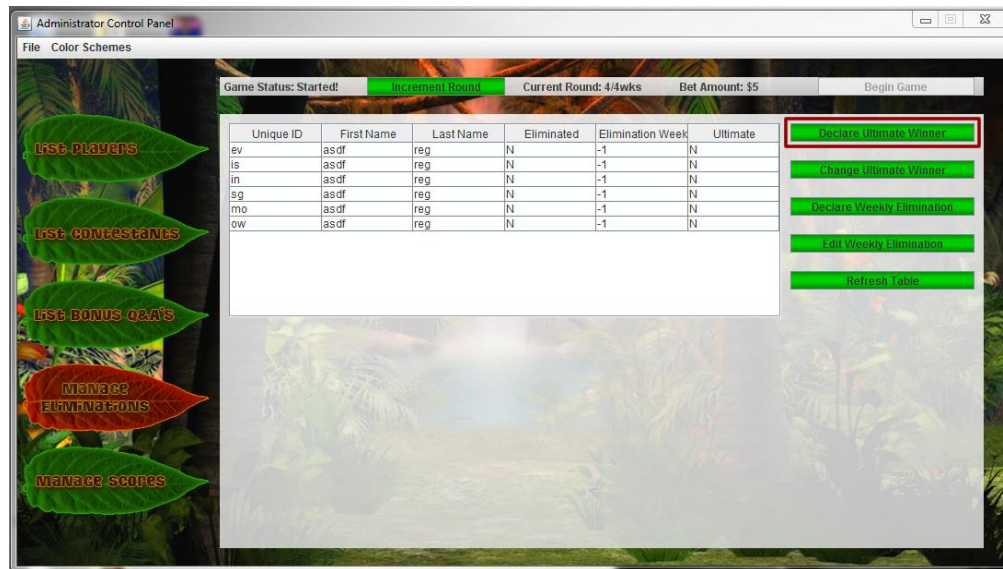 Administrator Control Panel
File Color Schemes
Game Status: Started! Increment Round Current Round: 4/4wks Bet Amount: $5 Begin Game
List Players
List Contestants
List Bonus Q&A's
Manage
Eliminations
Manage Scores
Unique ID First Name Last Name Eliminated Elimination Week Ultimate
ev asdf reg N -1 N
is asdf reg N -1 N
in asdf reg N -1 N
sg asdf reg N -1 N
mo asdf reg N -1 N
ow asdf reg N -1 N
Declare Ultimate Winner
Change Ultimate Winner
Declare Weekly Elimination
Edit Weekly Elimination
Refresh Table